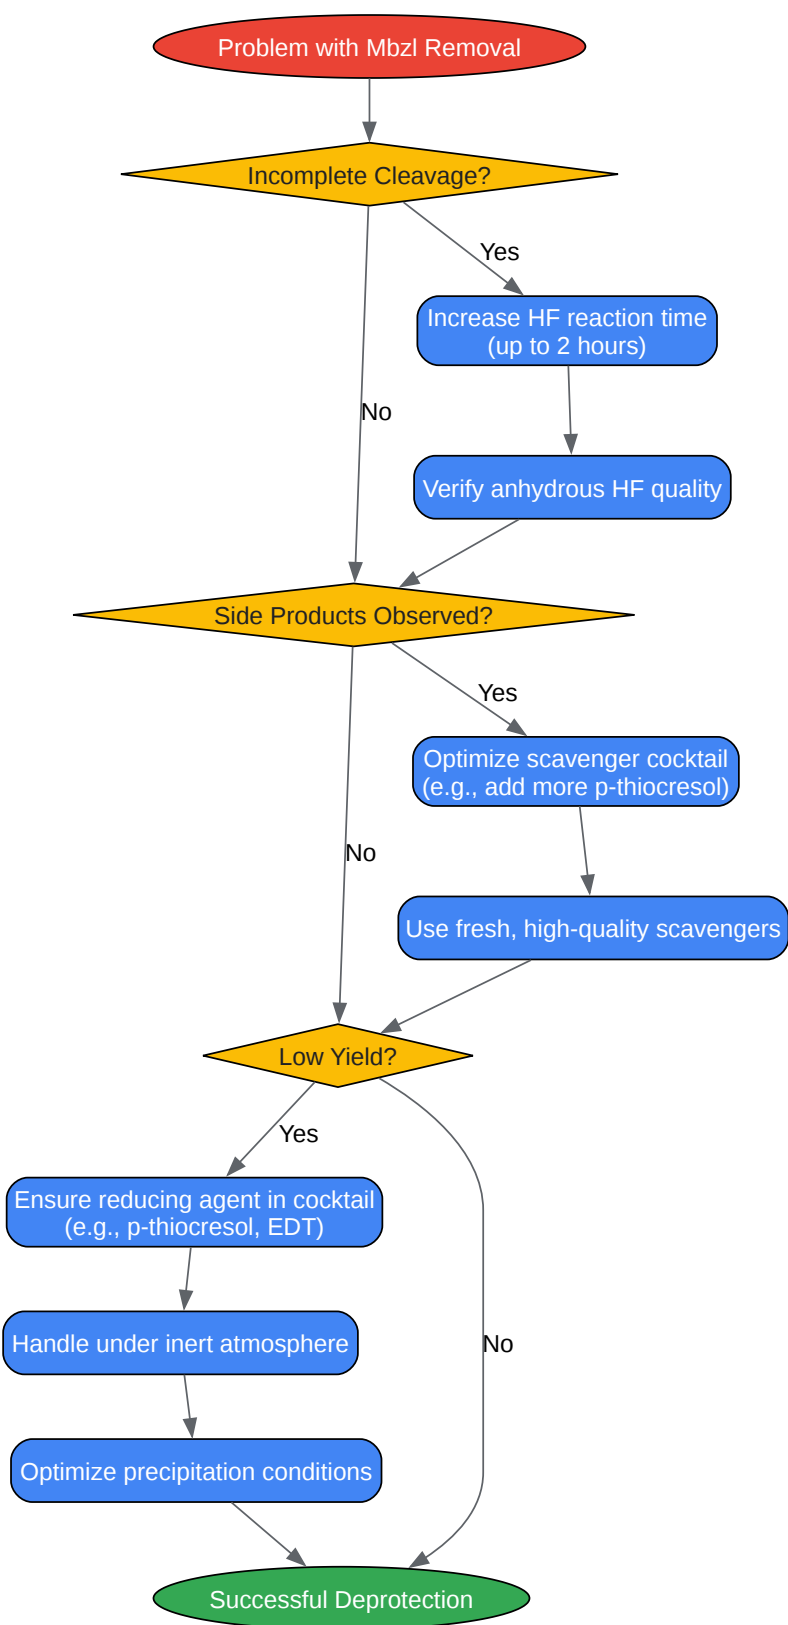 Problem with Mbzl Removal
Incomplete Cleavage?
Yes
Increase HF reaction time
(up to 2 hours)
No
Verify anhydrous HF quality
Side Products Observed?
Yes
Optimize scavenger cocktail
(e.g., add more p-thiocresol)
No
Use fresh, high-quality scavengers
Low Yield?
Yes
Ensure reducing agent in cocktail
(e.g., p-thiocresol, EDT)
Handle under inert atmosphere
No
Optimize precipitation conditions
Successful Deprotection